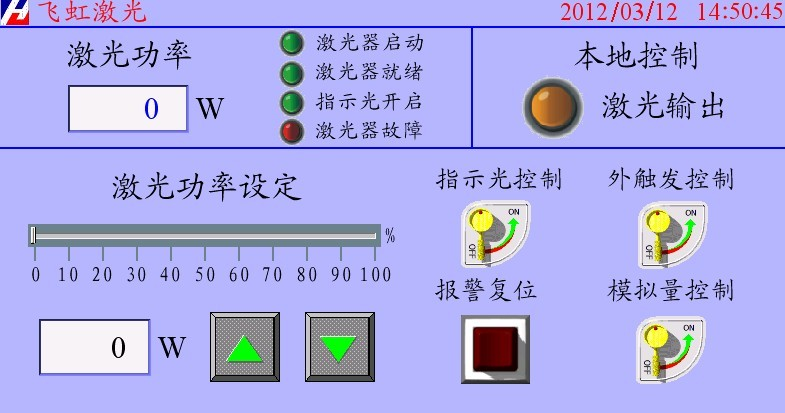 飞虹激光 2012/03/12 14:50:45
激光功率
0 W
激光器启动
激光器就绪
指示光开启
激光器故障
本地控制
激光输出
激光功率设定
%
0 10 20 30 40 50 60 70 80 90 100
0 W
指示光控制
ON
OFF
外触发控制
ON
OFF
报警复位
模拟量控制
ON
OFF